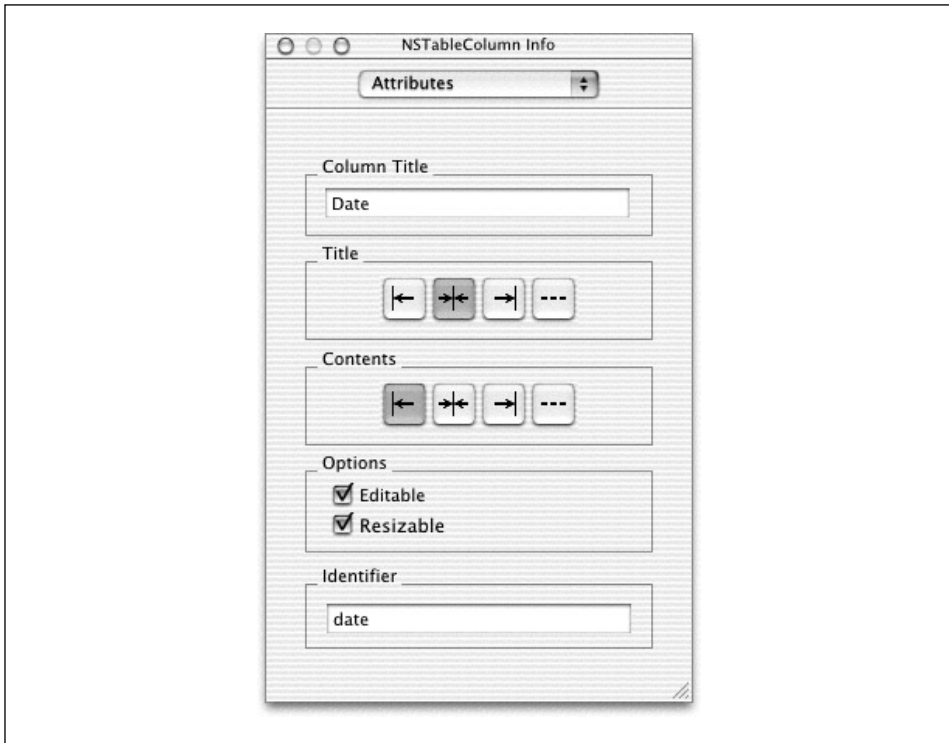 NSTableColumn Info
Attributes
Column Title
Date
Title
Contents
Options
Editable
Resizable
Identifier
date